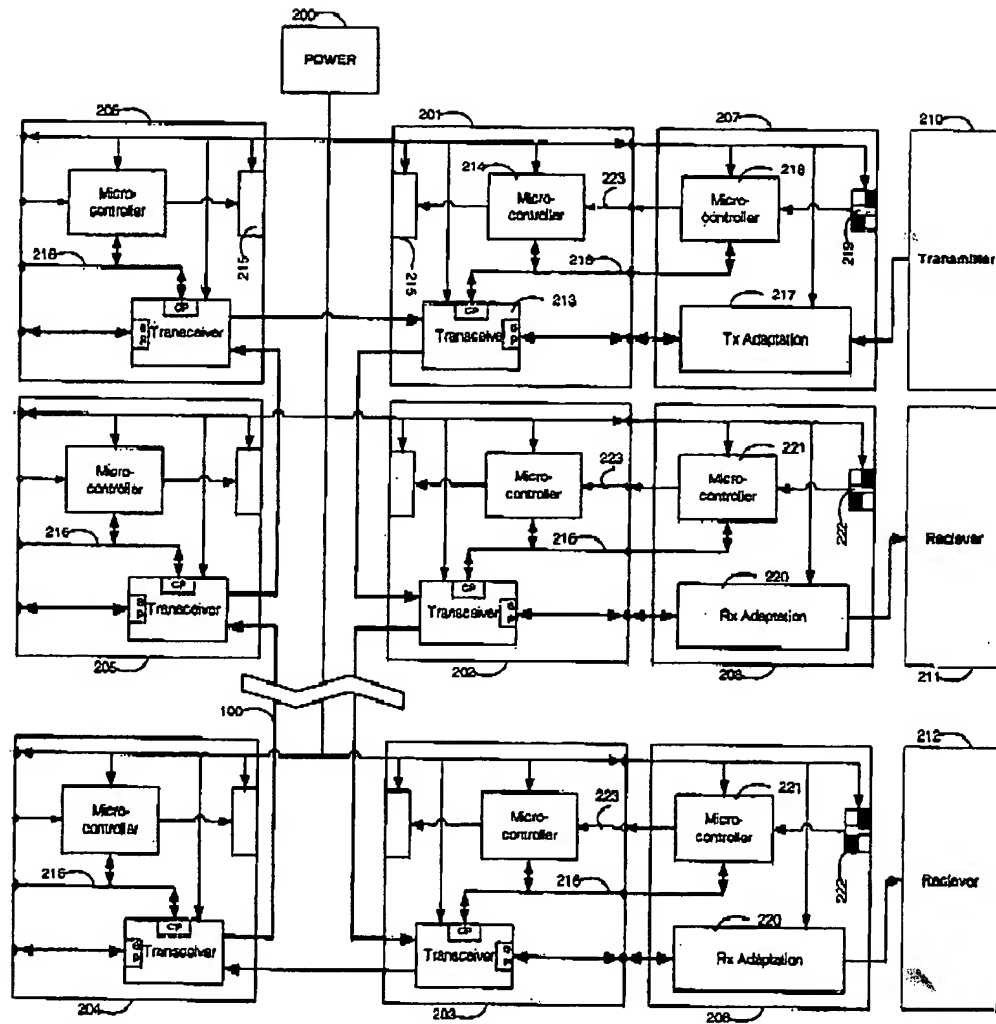 200
POWER
206
201
207
210
Micro-
controller
214
Micro-
controller
223
218
Micro-
controller
219
215
215
216
216
Transmitter
CP
Transceiver
213
CP
Transceiver
217
Tx Adaptation
Micro-
controller
Micro-
controller
223
221
Micro-
controller
222
Reciever
216
216
CP
Transceiver
CP
Transceiver
220
Rx Adaptation
205
202
208
211
100
212
Micro-
controller
Micro-
controller
223
221
Micro-
controller
222
Reciever
216
216
CP
Transceiver
CP
Transceiver
220
Rx Adaptation
204
203
208